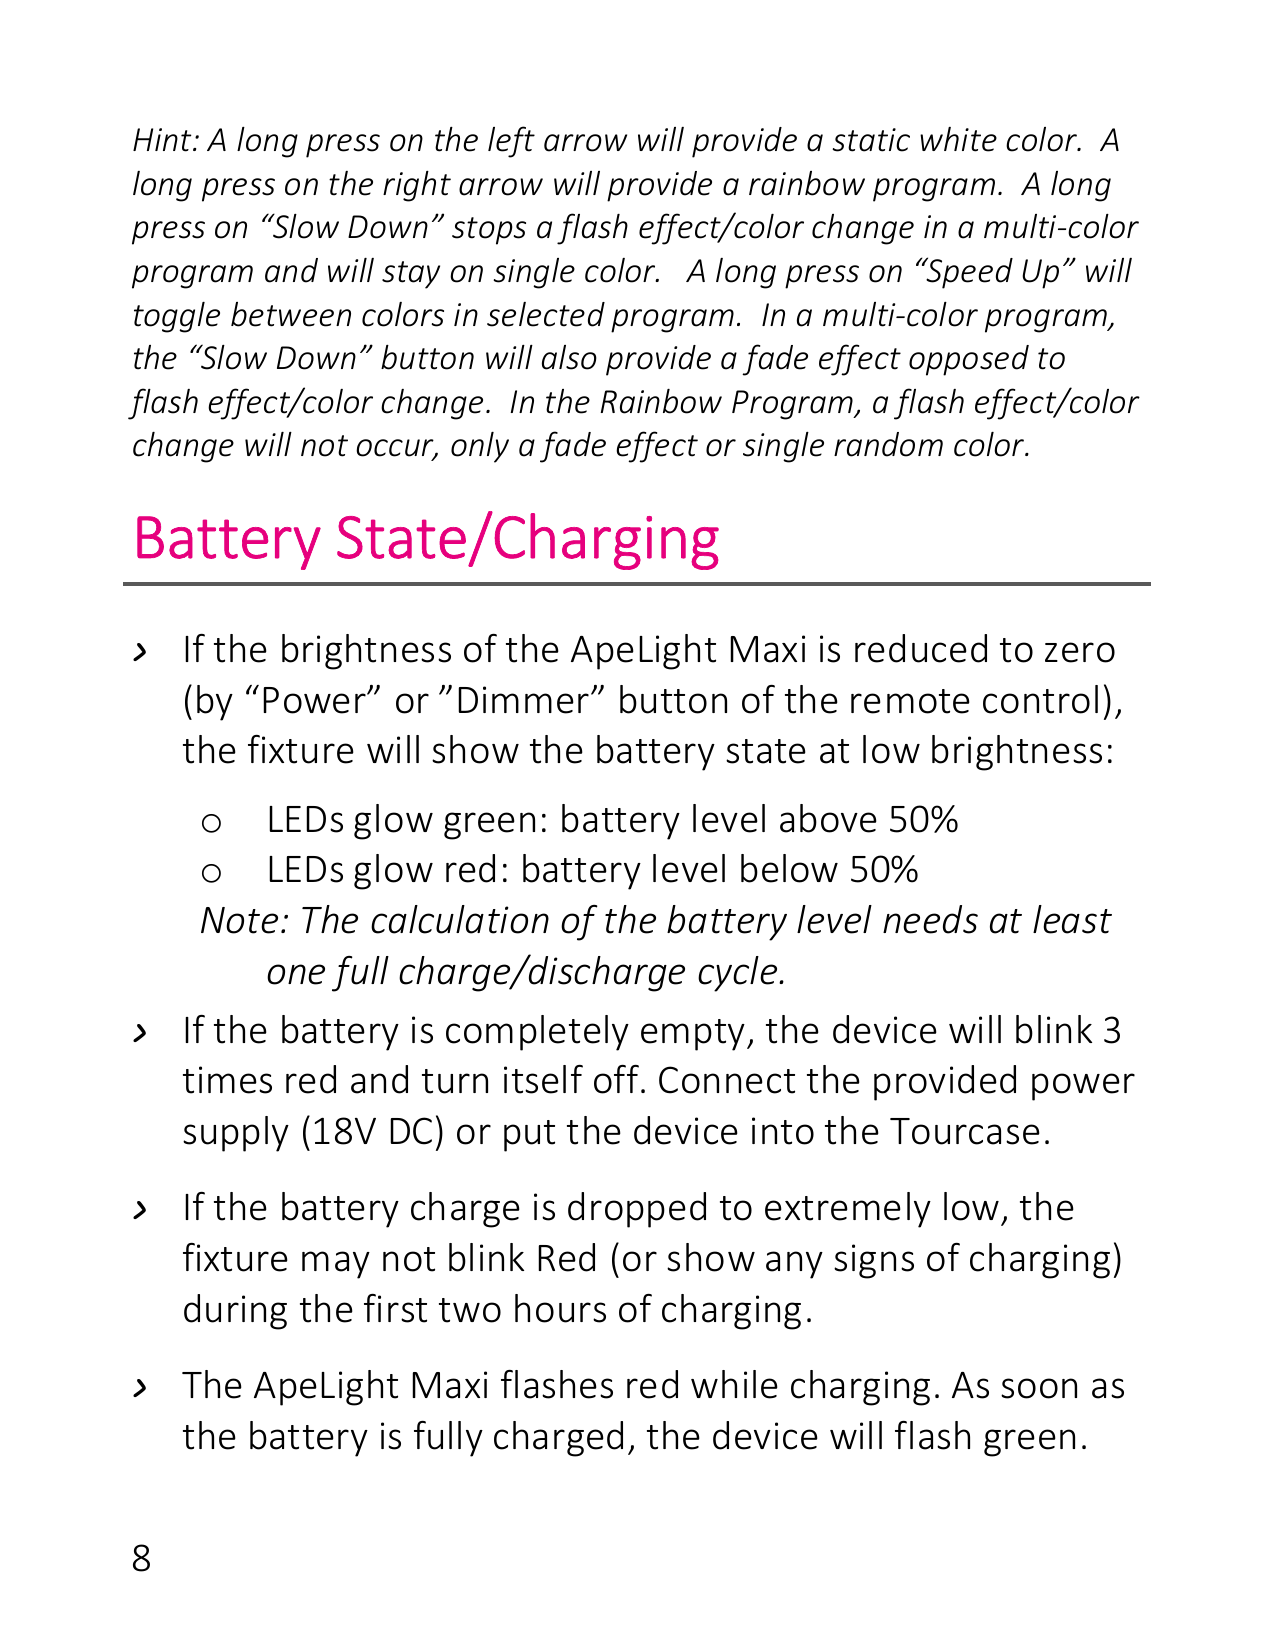 Hint: A long press on the left arrow will provide a static white color.  A
long press on the right arrow will provide a rainbow program.  A long
press on “Slow Down” stops a flash effect/color change in a multi-color
program and will stay on single color.   A long press on “Speed Up” will
toggle between colors in selected program.  In a multi-color program,
the “Slow Down” button will also provide a fade effect opposed to
flash effect/color change.  In the Rainbow Program, a flash effect/color
change will not occur, only a fade effect or single random color.
Battery State/Charging
› If the brightness of the ApeLight Maxi is reduced to zero
(by “Power” or ”Dimmer” button of the remote control),
the fixture will show the battery state at low brightness:
o LEDs glow green: battery level above 50%
o LEDs glow red: battery level below 50%
Note: The calculation of the battery level needs at least
one full charge/discharge cycle.
› If the battery is completely empty, the device will blink 3
times red and turn itself off. Connect the provided power
supply (18V DC) or put the device into the Tourcase.
› If the battery charge is dropped to extremely low, the
fixture may not blink Red (or show any signs of charging)
during the first two hours of charging.
› The ApeLight Maxi flashes red while charging. As soon as
the battery is fully charged, the device will flash green.
8